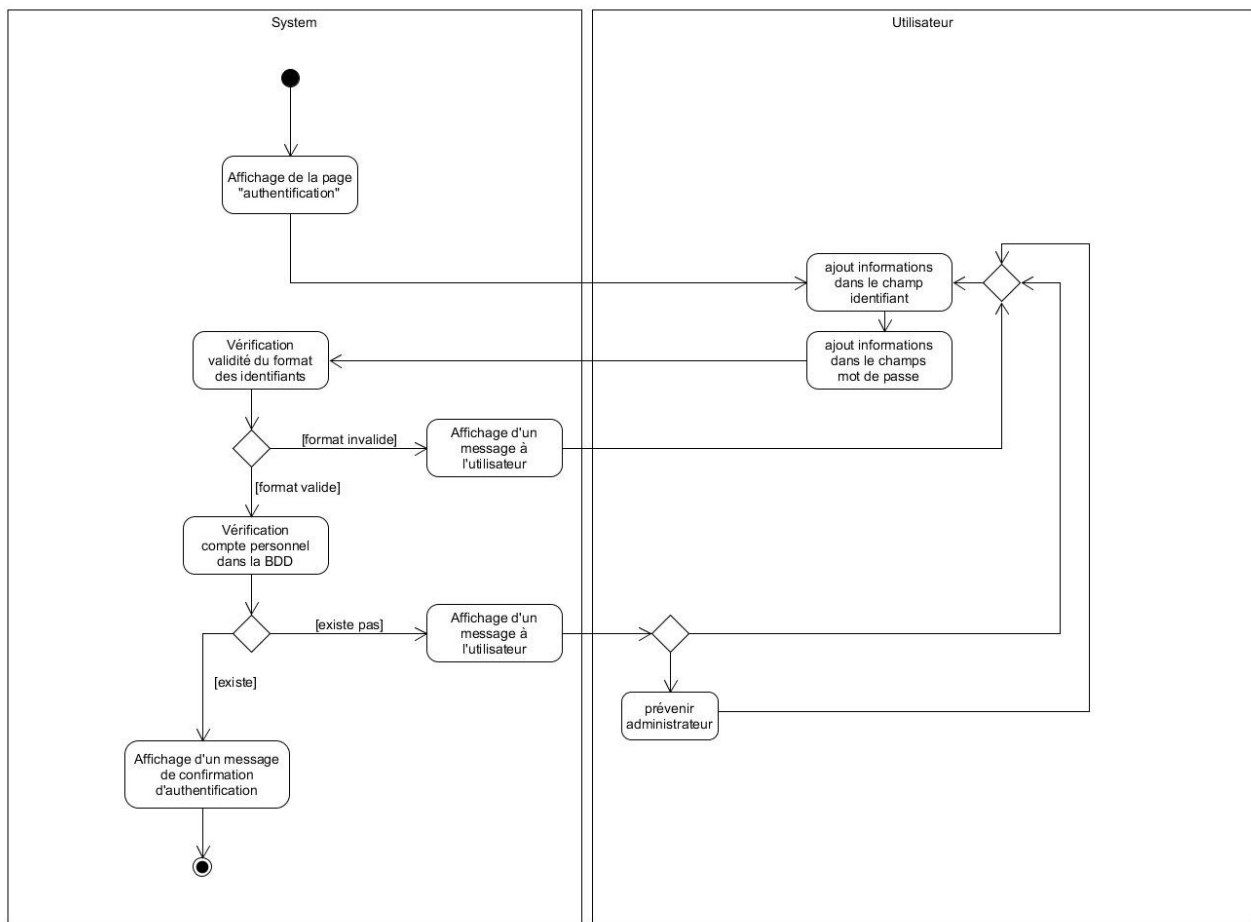 System
Utilisateur
Affichage de la page
"authentification"
ajout informations
dans le champ
identifiant
ajout informations
dans le champs
mot de passe
Vérification
validité du format
des identifiants
[format invalide]
Affichage d'un
message à
l'utilisateur
[format valide]
Vérification
compte personnel
dans la BDD
[existe pas]
Affichage d'un
message à
l'utilisateur
[existe]
prévenir
administrateur
Affichage d'un message
de confirmation
d'authentification